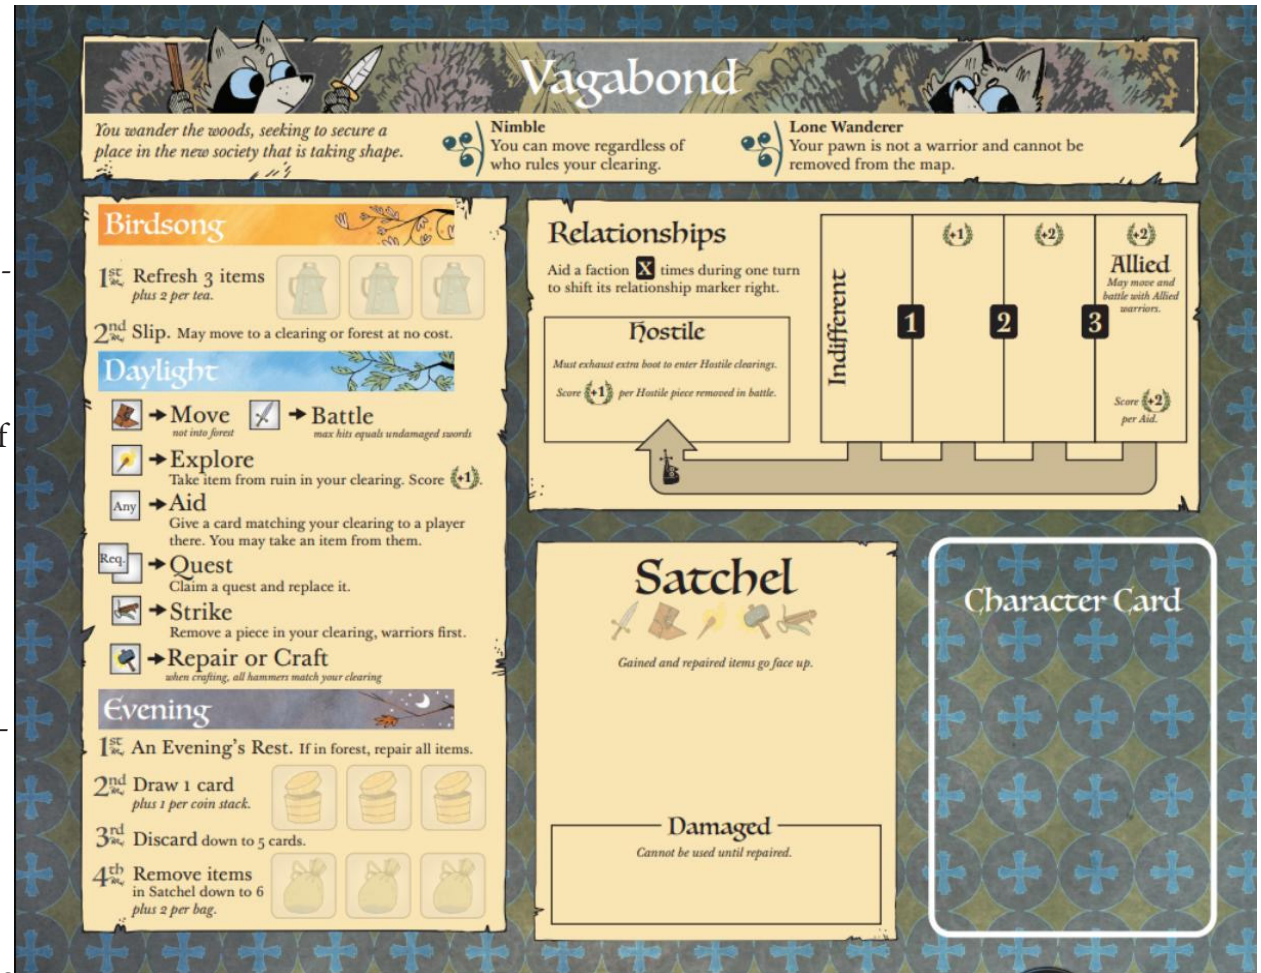 Vagabond
You wander the woods, seeking to secure a
place in the new society that is taking shape.
Nimble
You can move regardless of
who rules your clearing.
Lone Wanderer
Your pawn is not a warrior and cannot be
removed from the map.
Birdsong
1st Refresh 3 items
plus 2 per tea.
2nd Slip. May move to a clearing or forest at no cost.
Daylight
Move
not into forest
Battle
max hits equals undamaged swords
Explore
Take item from ruin in your clearing. Score +1.
Any Aid
Give a card matching your clearing to a player
there. You may take an item from them.
Req. Quest
Claim a quest and replace it.
Strike
Remove a piece in your clearing, warriors first.
Repair or Craft
when crafting, all hammers match your clearing
Evening
1st An Evening's Rest. If in forest, repair all items.
2nd Draw 1 card
plus 1 per coin stack.
3rd Discard down to 5 cards.
4th Remove items
in Satchel down to 6
plus 2 per bag.
Relationships
Aid a faction X times during one turn
to shift its relationship marker right.
Hostile
Must exhaust extra boot to enter Hostile clearings.
Score +1 per Hostile piece removed in battle.
Indifferent
1
+1
2
+2
3
+2
Allied
May move and
battle with Allied
warriors.
Score +2
per Aid.
Satchel
Gained and repaired items go face up.
Damaged
Cannot be used until repaired.
Character Card
-
f
-